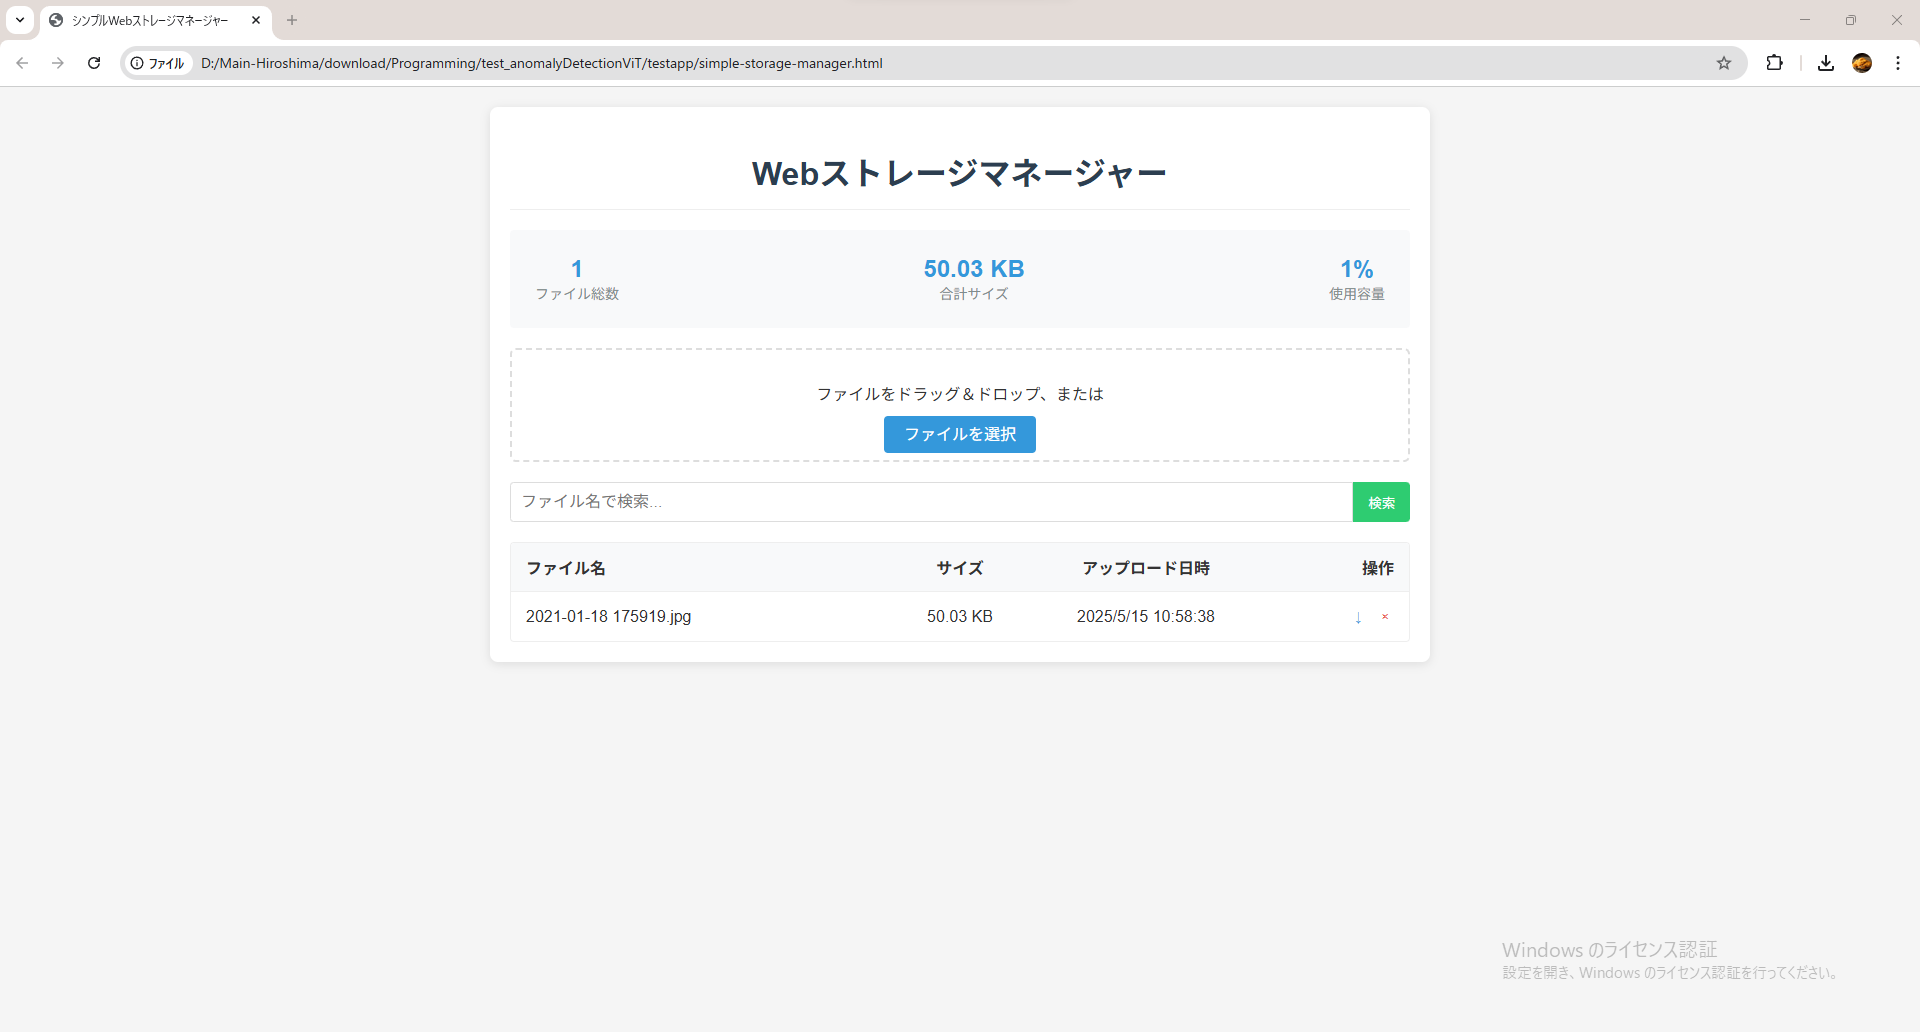 シンプルWebストレージマネージャー
ファイル D:/Main-Hiroshima/download/Programming/test_anomalyDetectionViT/testapp/simple-storage-manager.html
Webストレージマネージャー
1 50.03 KB 1%
ファイル総数 合計サイズ 使用容量
ファイルをドラッグ＆ドロップ、または
ファイルを選択
ファイル名で検索... 検索
ファイル名 サイズ アップロード日時 操作
2021-01-18 175919.jpg 50.03 KB 2025/5/15 10:58:38 ↓ ×
Windows のライセンス認証
設定を開き、Windows のライセンス認証を行ってください。